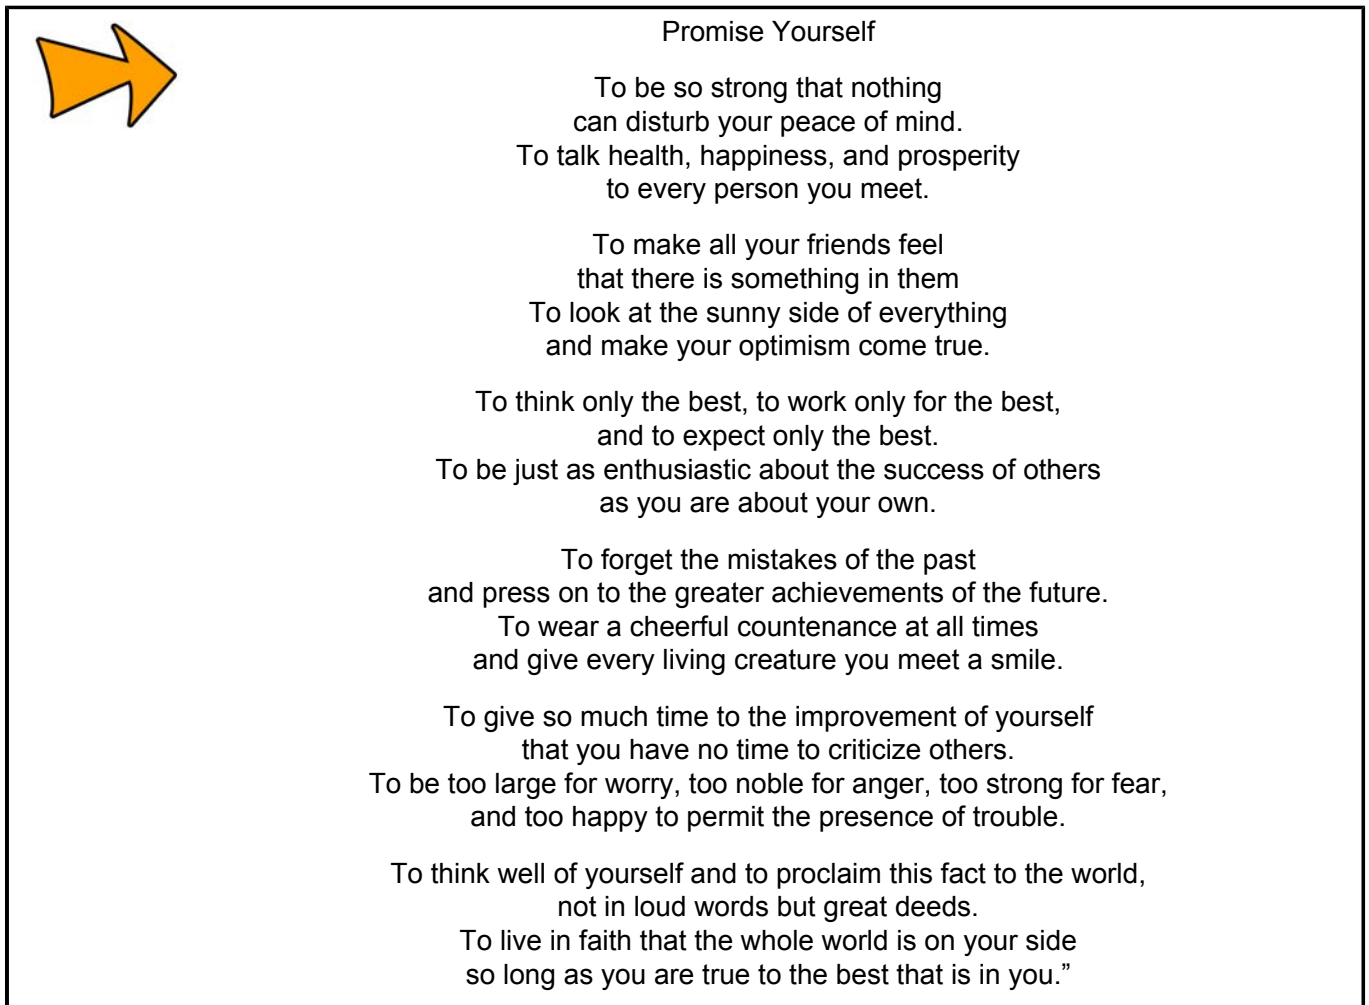 Promise Yourself
To be so strong that nothing
can disturb your peace of mind.
To talk health, happiness, and prosperity
to every person you meet.
To make all your friends feel
that there is something in them
To look at the sunny side of everything
and make your optimism come true.
To think only the best, to work only for the best,
and to expect only the best.
To be just as enthusiastic about the success of others
as you are about your own.
To forget the mistakes of the past
and press on to the greater achievements of the future.
To wear a cheerful countenance at all times
and give every living creature you meet a smile.
To give so much time to the improvement of yourself
that you have no time to criticize others.
To be too large for worry, too noble for anger, too strong for fear,
and too happy to permit the presence of trouble.
To think well of yourself and to proclaim this fact to the world,
not in loud words but great deeds.
To live in faith that the whole world is on your side
so long as you are true to the best that is in you.”